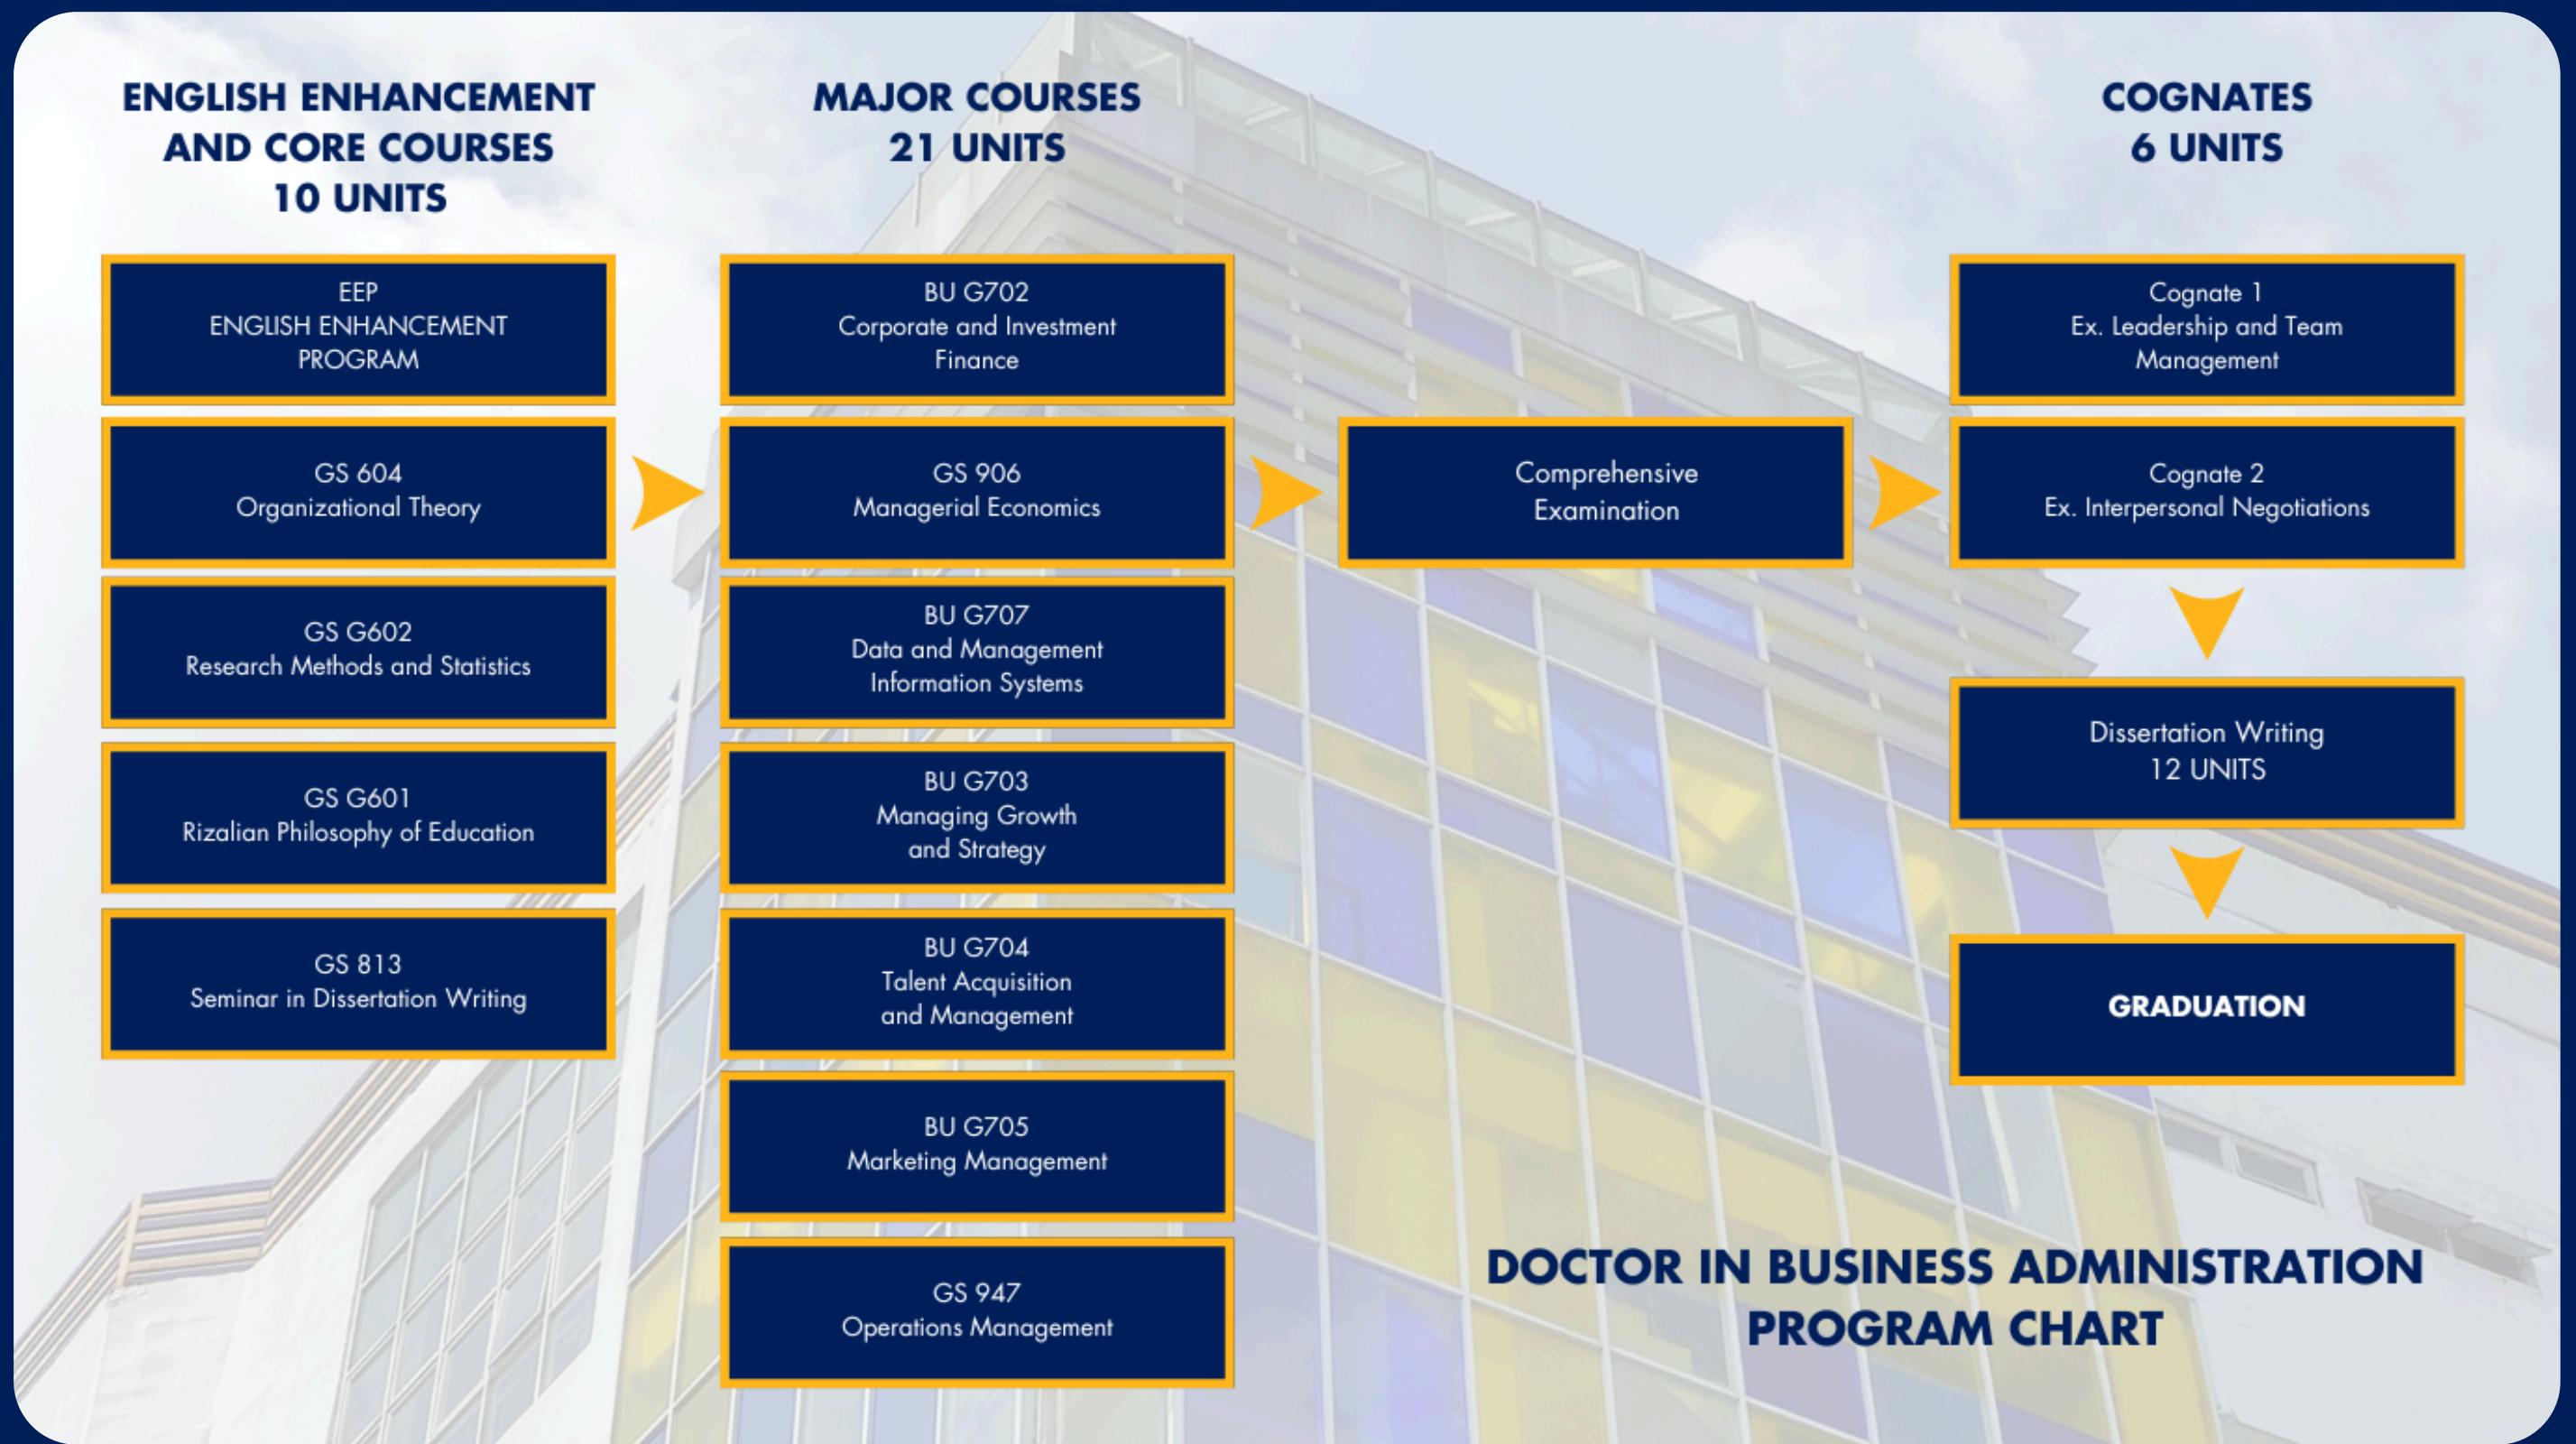 ENGLISH ENHANCEMENT
AND CORE COURSES
10 UNITS
EEP
ENGLISH ENHANCEMENT
PROGRAM
GS 604
Organizational Theory
GS G602
Research Methods and Statistics
GS G601
Rizalian Philosophy of Education
GS 813
Seminar in Dissertation Writing
MAJOR COURSES
21 UNITS
BU G702
Corporate and Investment
Finance
GS 906
Managerial Economics
BU G707
Data and Management
Information Systems
BU G703
Managing Growth
and Strategy
BU G704
Talent Acquisition
and Management
BU G705
Marketing Management
GS 947
Operations Management
Comprehensive
Examination
COGNATES
6 UNITS
Cognate 1
Ex. Leadership and Team
Management
Cognate 2
Ex. Interpersonal Negotiations
Dissertation Writing
12 UNITS
GRADUATION
DOCTOR IN BUSINESS ADMINISTRATION
PROGRAM CHART